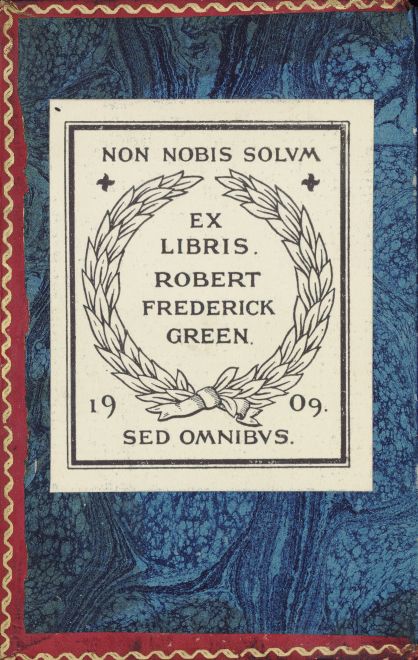 NON NOBIS SOLVM
EX
LIBRIS.
ROBERT
FREDERICK
GREEN.
19 09.
SED OMNIBVS.